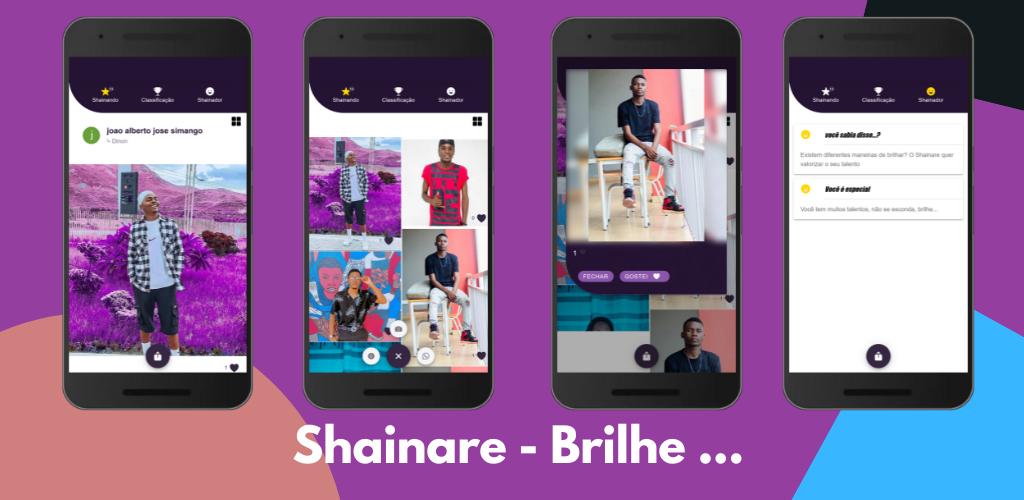 Shainando
Classificação
Shainador
joao alberto jose simango
Dinon
1
Shainando
Classificação
Shainador
0
1
1
1
FECHAR
GOSTEI
Shainando
Classificação
Shainador
você sabia disso...?
Existem diferentes maneiras de brilhar? O Shainare quer
valorizar o seu talento
Você é especial
Você tem muitos talentos, não se esconda, brilhe...
Shainare - Brilhe ...